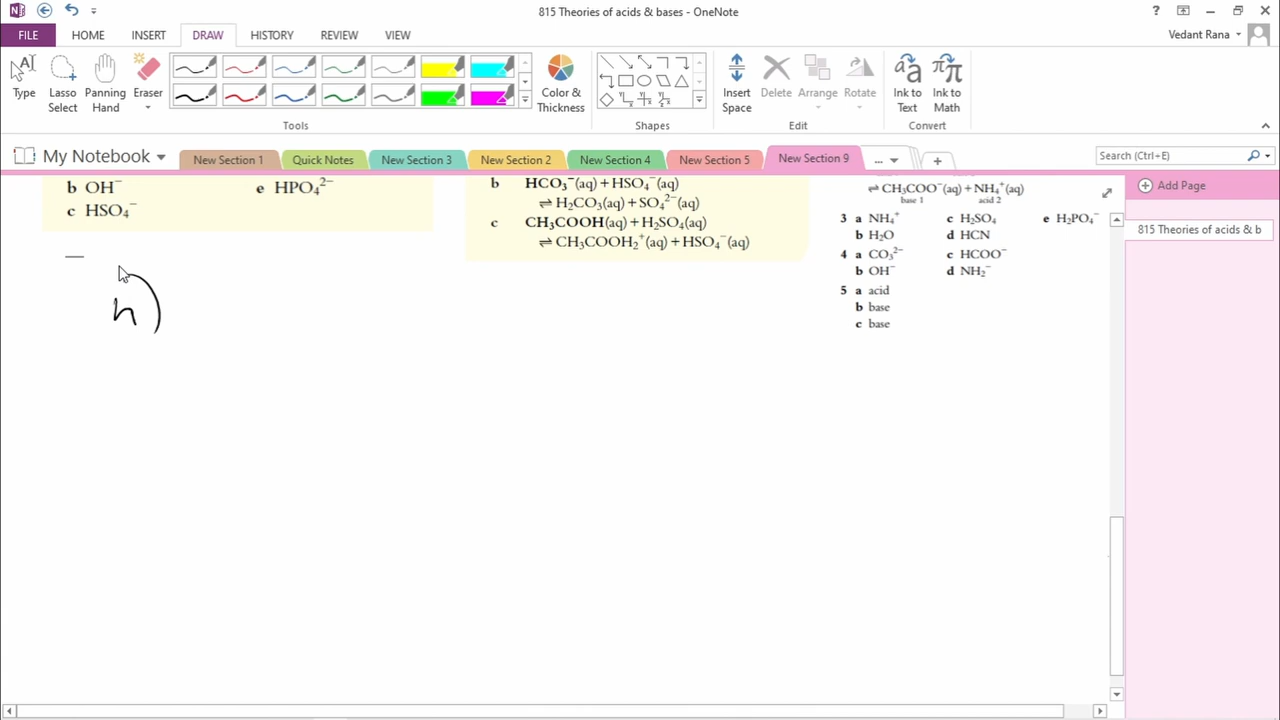 815 Theories of acids & bases - OneNote
FILE HOME INSERT DRAW HISTORY REVIEW VIEW
Vedant Rana
Type
Lasso Select
Panning Hand
Eraser
Color & Thickness
Insert Space
Delete
Arrange
Rotate
Ink to Text
Ink to Math
Tools
Shapes
Edit
Convert
My Notebook
New Section 1
Quick Notes
New Section 3
New Section 2
New Section 4
New Section 5
New Section 9
...
Search (Ctrl+E)
Add Page
815 Theories of acids & b
b OH⁻ e HPO₄²⁻
c HSO₄⁻
b HCO₃⁻(aq) + HSO₄⁻(aq)
⇌ H₂CO₃(aq) + SO₄²⁻(aq)
c CH₃COOH(aq) + H₂SO₄(aq)
⇌ CH₃COOH₂⁺(aq) + HSO₄⁻(aq)
⇌ CH₃COO⁻(aq) + NH₄⁺(aq)
base 1 acid 2
3 a NH₄⁺ c H₂SO₄ e H₂PO₄⁻
b H₂O d HCN
4 a CO₃²⁻ c HCOO⁻
b OH⁻ d NH₂⁻
5 a acid
b base
c base
h)